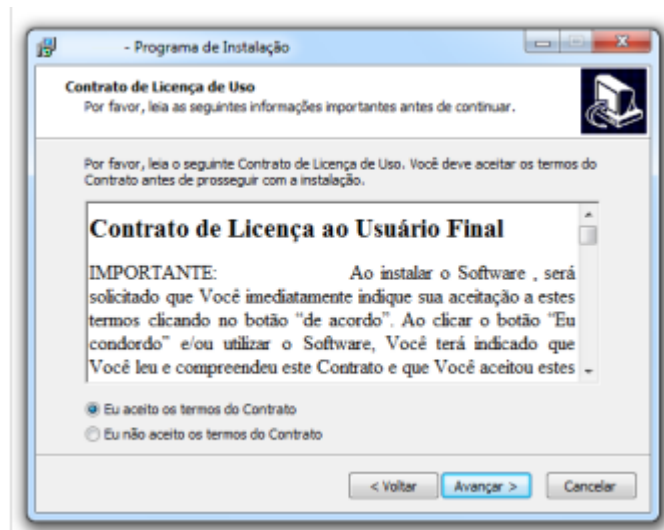 - Programa de Instalação
Contrato de Licença de Uso
Por favor, leia as seguintes informações importantes antes de continuar.
Por favor, leia o seguinte Contrato de Licença de Uso. Você deve aceitar os termos do
Contrato antes de prosseguir com a instalação.
Contrato de Licença ao Usuário Final
IMPORTANTE: Ao instalar o Software , será
solicitado que Você imediatamente indique sua aceitação a estes
termos clicando no botão “de acordo”. Ao clicar o botão “Eu
condordo” e/ou utilizar o Software, Você terá indicado que
Você leu e compreendeu este Contrato e que Você aceitou estes
Eu aceito os termos do Contrato
Eu não aceito os termos do Contrato
< Voltar
Avançar >
Cancelar